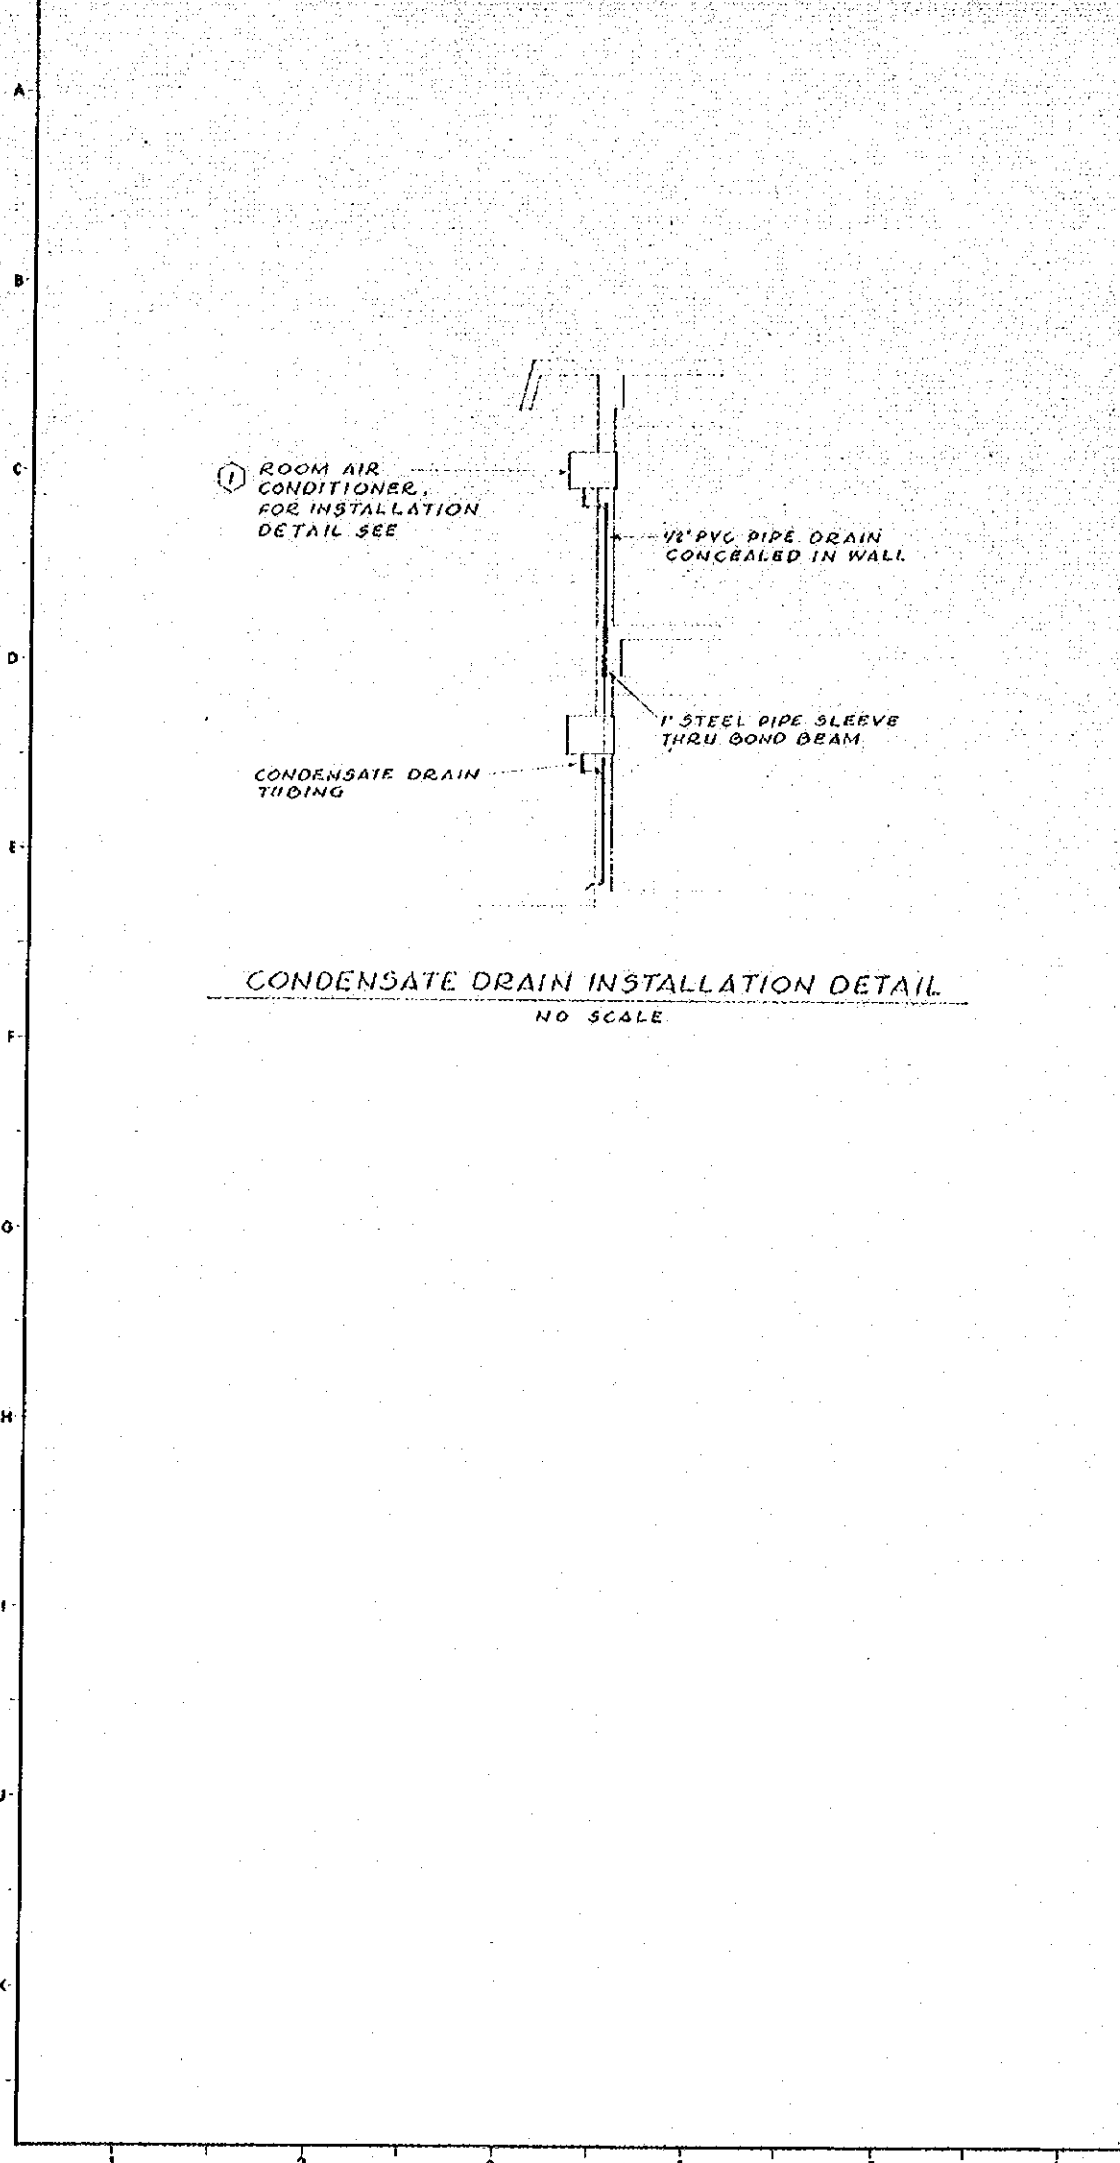 A
B
C
① ROOM AIR
CONDITIONER,
FOR INSTALLATION
DETAIL SEE
1/2" PVC PIPE DRAIN
CONCEALED IN WALL
D
1" STEEL PIPE SLEEVE
THRU BOND BEAM
CONDENSATE DRAIN
TUBING
E
CONDENSATE DRAIN INSTALLATION DETAIL
NO SCALE
F
G
H
I
J
K